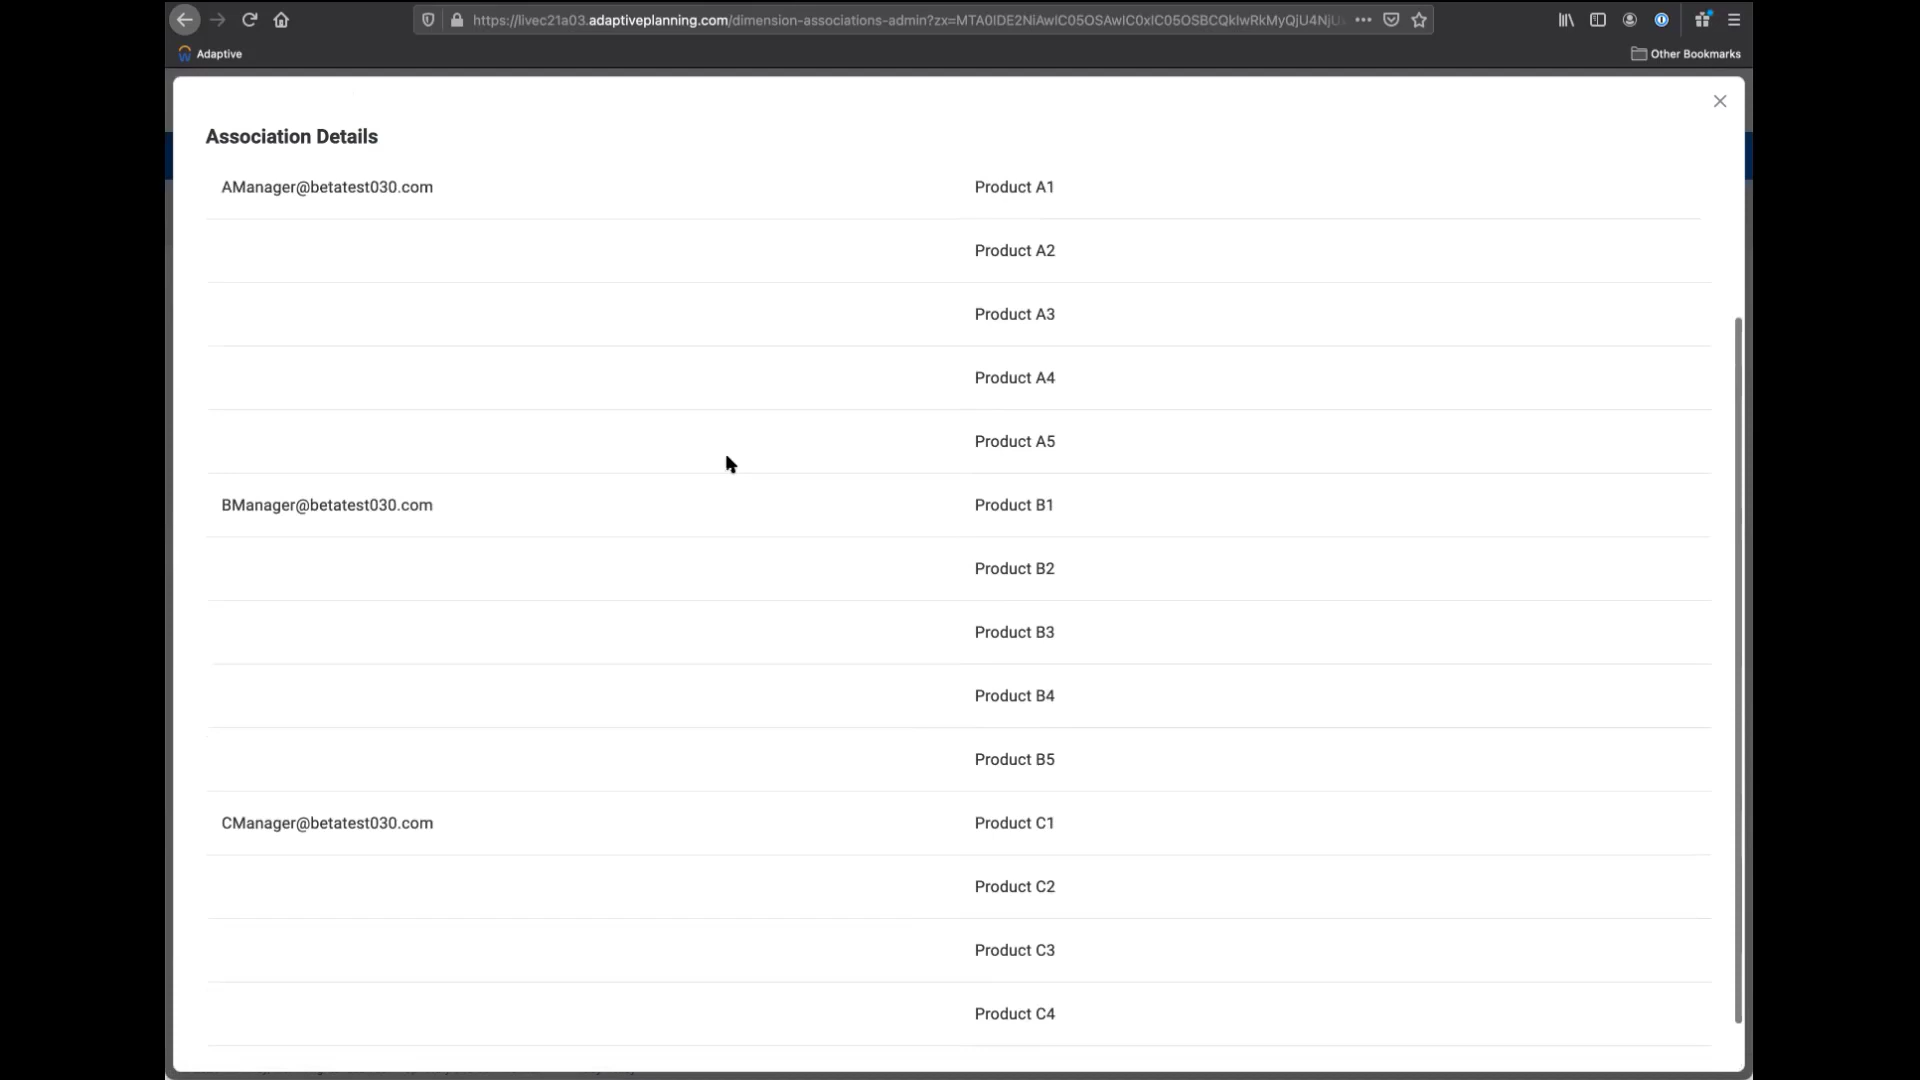 https://livec21a03.adaptiveplanning.com/dimension-associations-admin?zx=
Adaptive
Other Bookmarks
Association Details
AManager@betatest030.com Product A1
Product A2
Product A3
Product A4
Product A5
BManager@betatest030.com Product B1
Product B2
Product B3
Product B4
Product B5
CManager@betatest030.com Product C1
Product C2
Product C3
Product C4